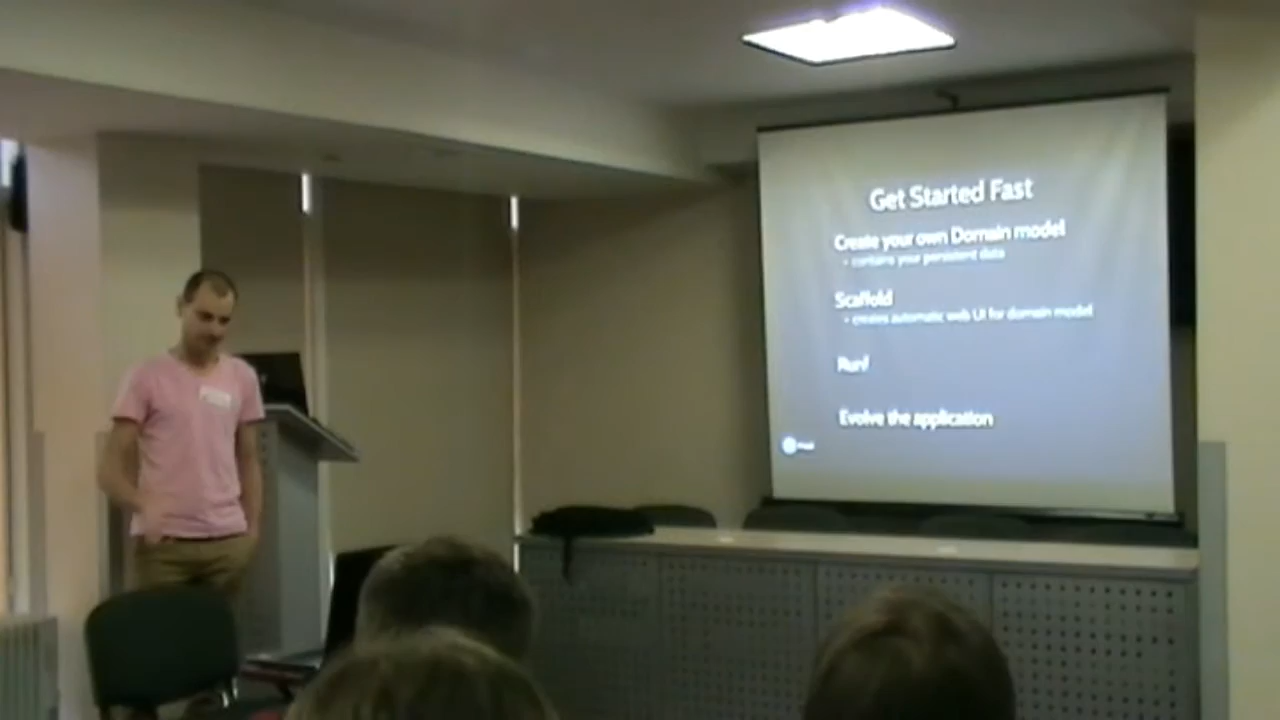 Get Started Fast
Create your own Domain model
- contains your persistent data
Scaffold
- creates automatic web UI for domain model
Run!
Evolve the application